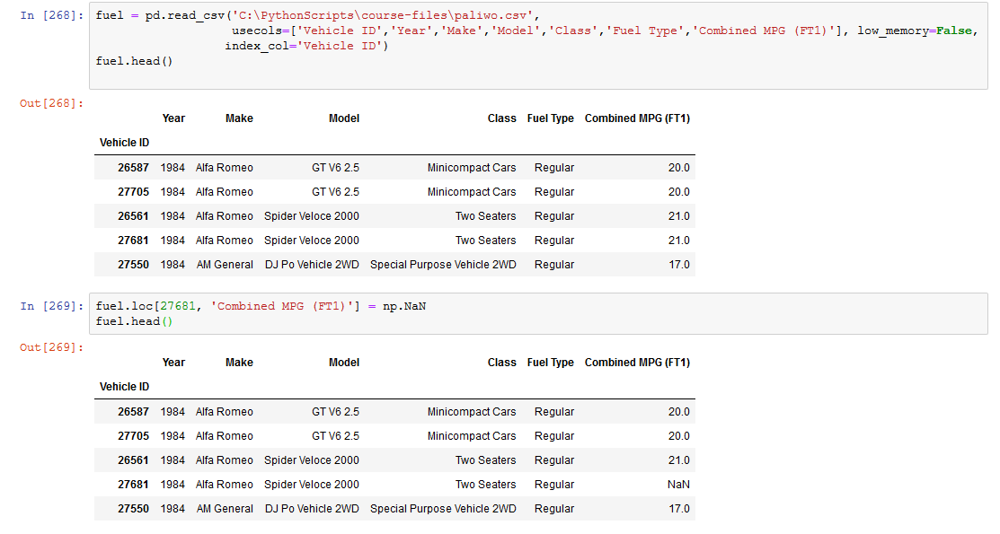 In [268]: fuel = pd.read_csv('C:\PythonScripts\course-files\paliwo.csv',
usecols=['Vehicle ID','Year','Make','Model','Class','Fuel Type','Combined MPG (FT1)'], low_memory=False,
index_col='Vehicle ID')
fuel.head()
Out[268]:
Year Make Model Class Fuel Type Combined MPG (FT1)
Vehicle ID
26587 1984 Alfa Romeo GT V6 2.5 Minicompact Cars Regular 20.0
27705 1984 Alfa Romeo GT V6 2.5 Minicompact Cars Regular 20.0
26561 1984 Alfa Romeo Spider Veloce 2000 Two Seaters Regular 21.0
27681 1984 Alfa Romeo Spider Veloce 2000 Two Seaters Regular 21.0
27550 1984 AM General DJ Po Vehicle 2WD Special Purpose Vehicle 2WD Regular 17.0
In [269]: fuel.loc[27681, 'Combined MPG (FT1)'] = np.NaN
fuel.head()
Out[269]:
Year Make Model Class Fuel Type Combined MPG (FT1)
Vehicle ID
26587 1984 Alfa Romeo GT V6 2.5 Minicompact Cars Regular 20.0
27705 1984 Alfa Romeo GT V6 2.5 Minicompact Cars Regular 20.0
26561 1984 Alfa Romeo Spider Veloce 2000 Two Seaters Regular 21.0
27681 1984 Alfa Romeo Spider Veloce 2000 Two Seaters Regular NaN
27550 1984 AM General DJ Po Vehicle 2WD Special Purpose Vehicle 2WD Regular 17.0